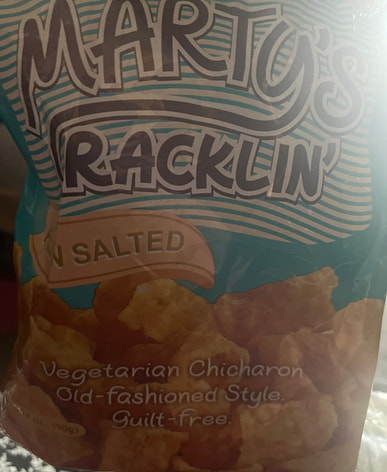 MARTY'S
RACKLIN'
SALTED
Vegetarian Chicharon
Old-fashioned Style.
Guilt-free.